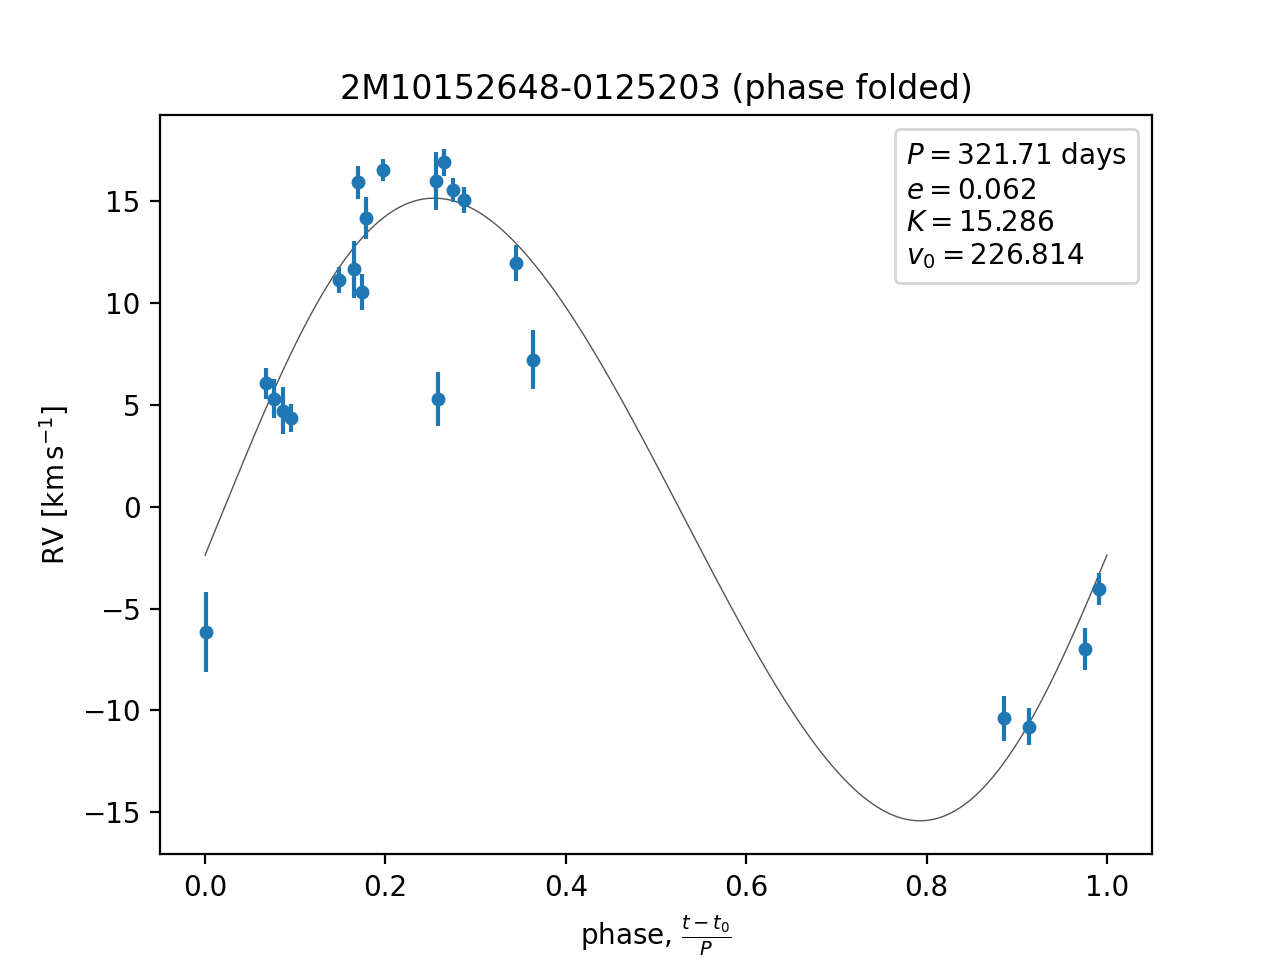 2M10152648-0125203 (phase folded)
P = 321.71 days
e = 0.062
K = 15.286
v₀ = 226.814
RV [km s⁻¹]
15
10
5
0
−5
−10
−15
0.0 0.2 0.4 0.6 0.8 1.0
phase, (t − t₀)/P